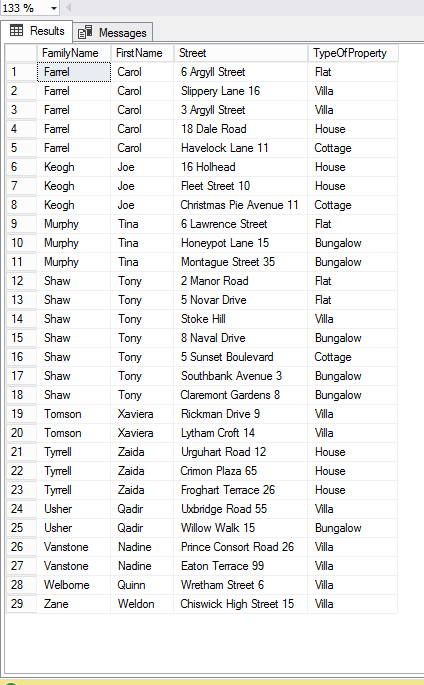 133 %
Results Messages
FamilyName FirstName Street TypeOfProperty
1 Farrel Carol 6 Argyll Street Flat
2 Farrel Carol Slippery Lane 16 Villa
3 Farrel Carol 3 Argyll Street Villa
4 Farrel Carol 18 Dale Road House
5 Farrel Carol Havelock Lane 11 Cottage
6 Keogh Joe 16 Holhead House
7 Keogh Joe Fleet Street 10 House
8 Keogh Joe Christmas Pie Avenue 11 Cottage
9 Murphy Tina 6 Lawrence Street Flat
10 Murphy Tina Honeypot Lane 15 Bungalow
11 Murphy Tina Montague Street 35 Bungalow
12 Shaw Tony 2 Manor Road Flat
13 Shaw Tony 5 Novar Drive Flat
14 Shaw Tony Stoke Hill Villa
15 Shaw Tony 8 Naval Drive Bungalow
16 Shaw Tony 5 Sunset Boulevard Cottage
17 Shaw Tony Southbank Avenue 3 Bungalow
18 Shaw Tony Claremont Gardens 8 Bungalow
19 Tomson Xaviera Rickman Drive 9 Villa
20 Tomson Xaviera Lytham Croft 14 Villa
21 Tyrrell Zaida Urguhart Road 12 House
22 Tyrrell Zaida Crimon Plaza 65 House
23 Tyrrell Zaida Froghart Terrace 26 House
24 Usher Qadir Uxbridge Road 55 Villa
25 Usher Qadir Willow Walk 15 Bungalow
26 Vanstone Nadine Prince Consort Road 26 Villa
27 Vanstone Nadine Eaton Terrace 99 Villa
28 Welborne Quinn Wretham Street 6 Villa
29 Zane Weldon Chiswick High Street 15 Villa